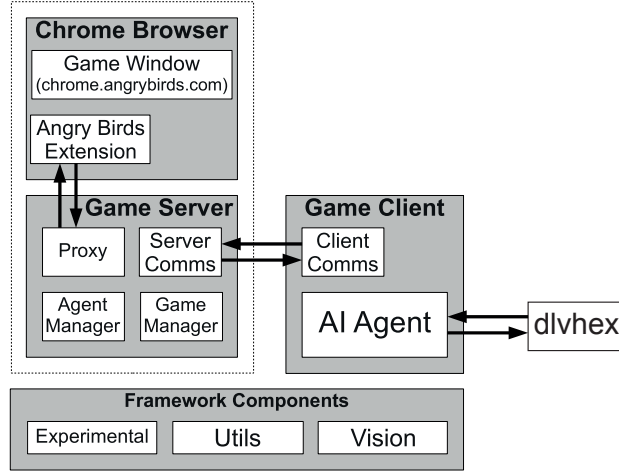 Chrome Browser
Game Window
(chrome.angrybirds.com)
Angry Birds
Extension
Game Server
Proxy
Server
Comms
Agent
Manager
Game
Manager
Game Client
Client
Comms
AI Agent
dlvhex
Framework Components
Experimental
Utils
Vision